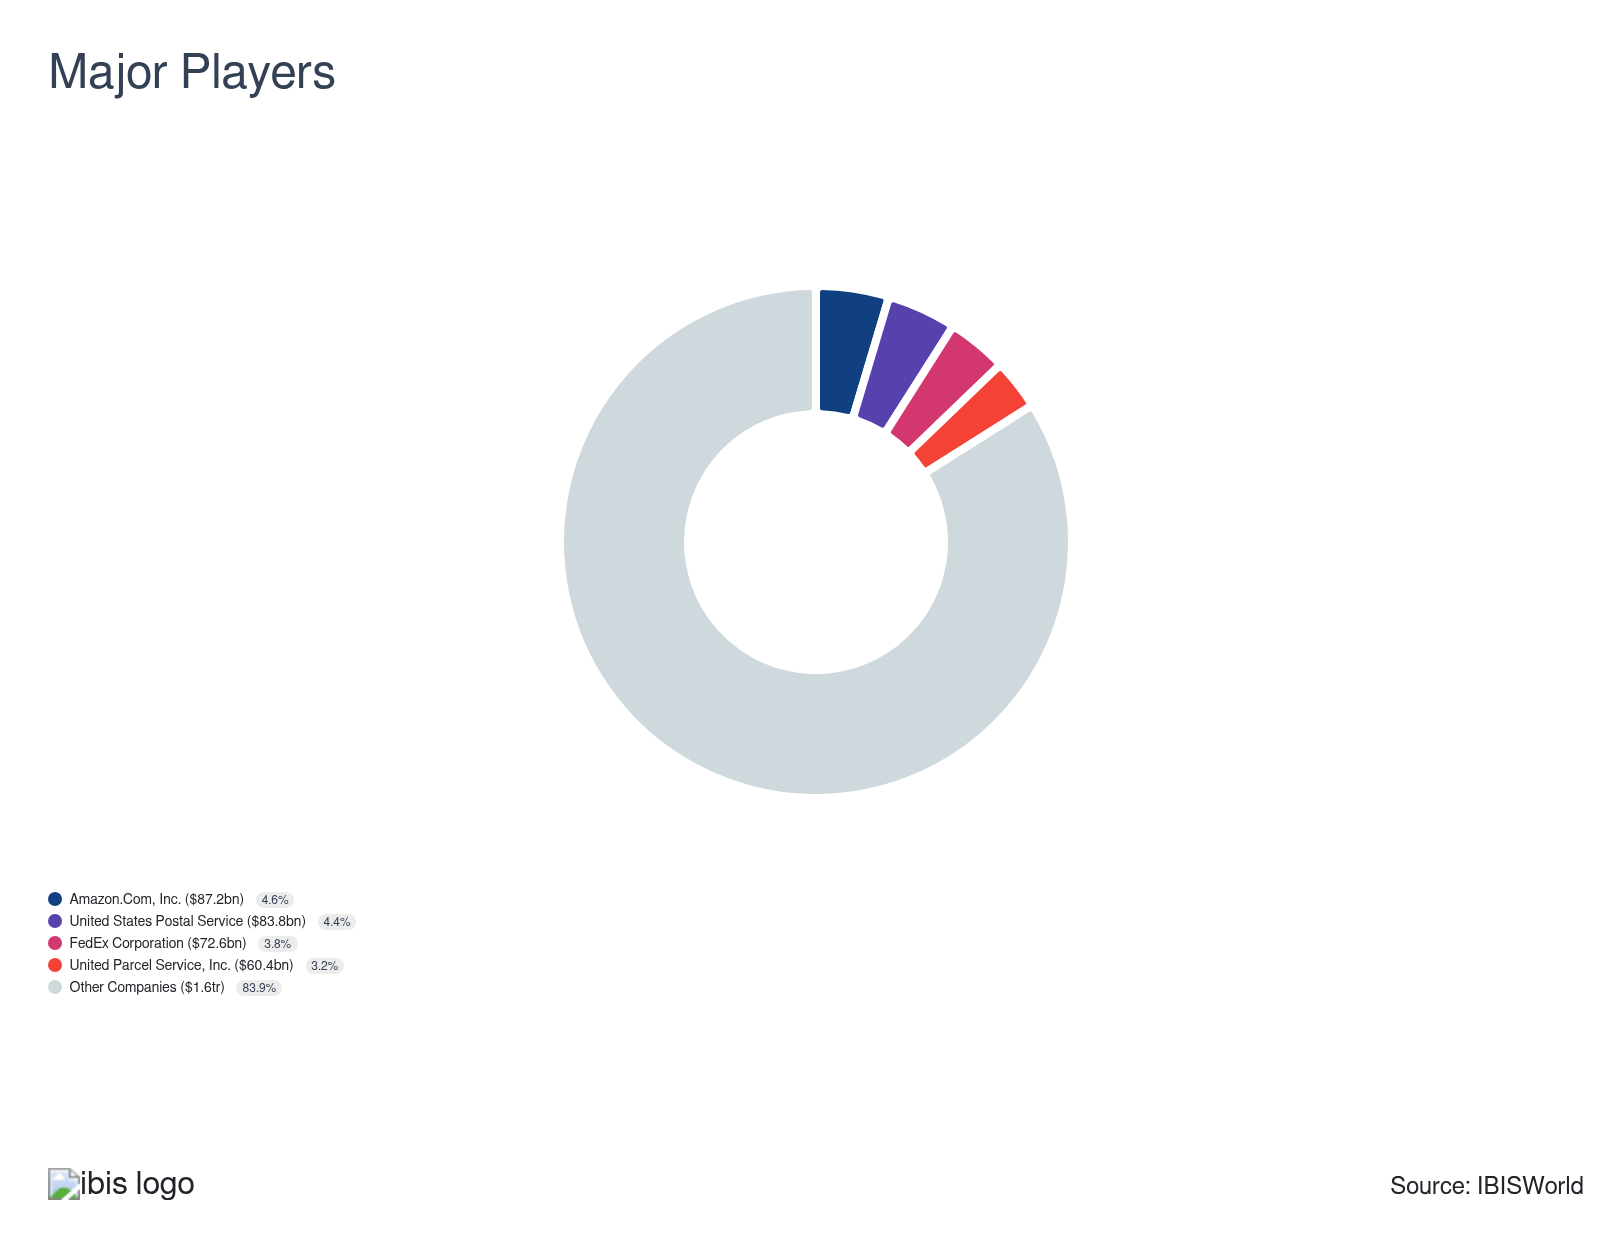 Major Players
Amazon.Com, Inc. ($87.2bn) 4.6%
United States Postal Service ($83.8bn) 4.4%
FedEx Corporation ($72.6bn) 3.8%
United Parcel Service, Inc. ($60.4bn) 3.2%
Other Companies ($1.6tr) 83.9%
ibis logo
Source: IBISWorld